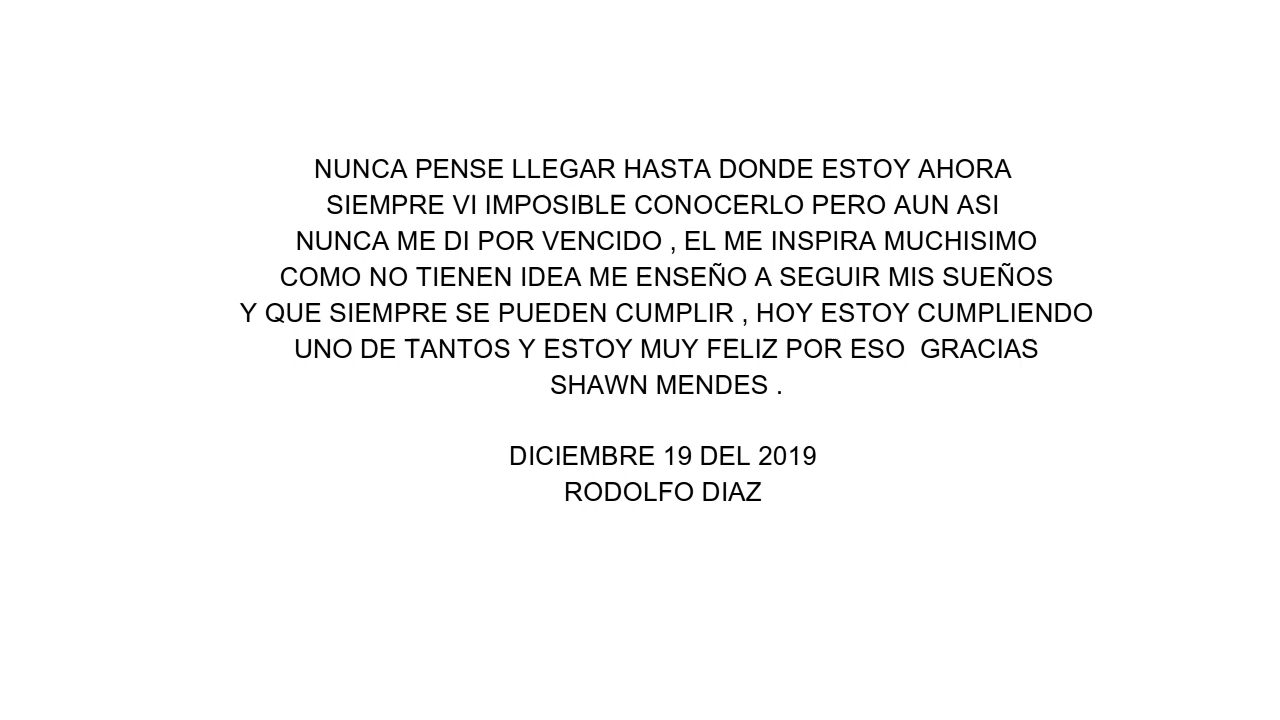 NUNCA PENSE LLEGAR HASTA DONDE ESTOY AHORA
SIEMPRE VI IMPOSIBLE CONOCERLO PERO AUN ASI
NUNCA ME DI POR VENCIDO , EL ME INSPIRA MUCHISIMO
COMO NO TIENEN IDEA ME ENSEÑO A SEGUIR MIS SUEÑOS
Y QUE SIEMPRE SE PUEDEN CUMPLIR , HOY ESTOY CUMPLIENDO
UNO DE TANTOS Y ESTOY MUY FELIZ POR ESO  GRACIAS
SHAWN MENDES .
DICIEMBRE 19 DEL 2019
RODOLFO DIAZ